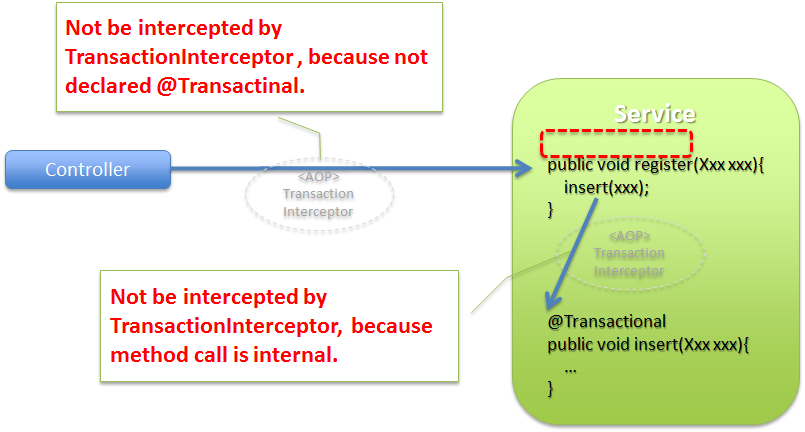 Not be intercepted by
TransactionInterceptor , because not
declared @Transactinal.
Service
Controller
<AOP>
Transaction
Interceptor
public void register(Xxx xxx){
insert(xxx);
}
<AOP>
Transaction
Interceptor
Not be intercepted by
TransactionInterceptor, because
method call is internal.
@Transactional
public void insert(Xxx xxx){
...
}